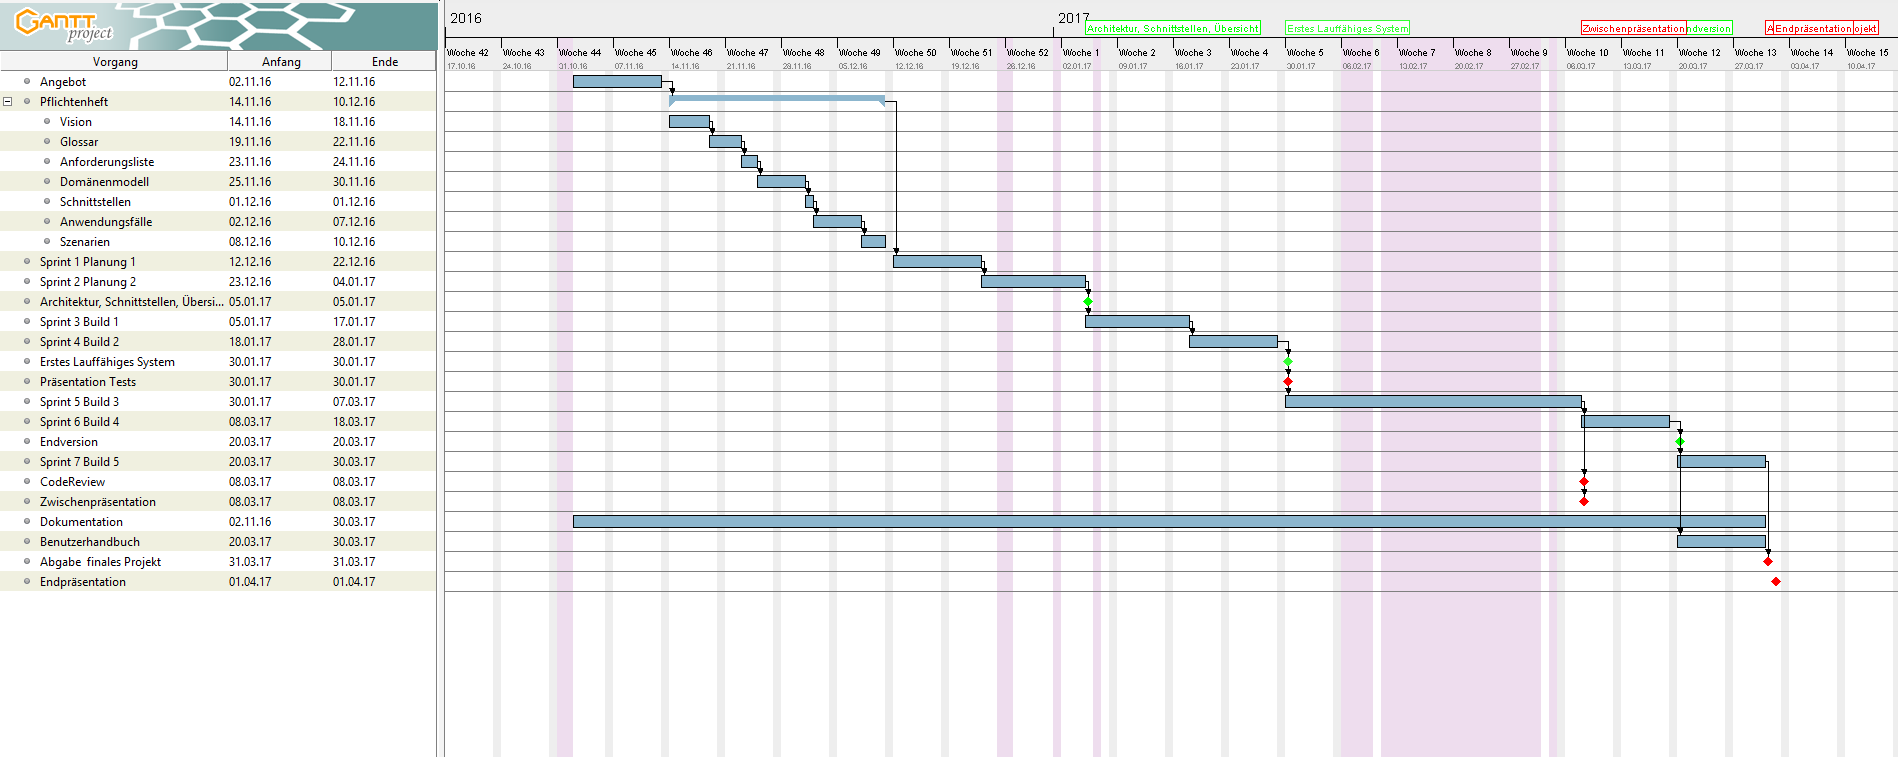 GANTT
project
2016
2017
Architektur, Schnittstellen, Übersicht
Erstes Lauffähiges System
Zwischenpräsentation
ndversion
A
Endpräsentation
ojekt
Woche 42 Woche 43 Woche 44 Woche 45 Woche 46 Woche 47 Woche 48 Woche 49 Woche 50 Woche 51 Woche 52 Woche 1 Woche 2 Woche 3 Woche 4 Woche 5 Woche 6 Woche 7 Woche 8 Woche 9 Woche 10 Woche 11 Woche 12 Woche 13 Woche 14 Woche 15
17.10.16 24.10.16 31.10.16 07.11.16 14.11.16 21.11.16 28.11.16 05.12.16 12.12.16 19.12.16 26.12.16 02.01.17 09.01.17 16.01.17 23.01.17 30.01.17 06.02.17 13.02.17 20.02.17 27.02.17 06.03.17 13.03.17 20.03.17 27.03.17 03.04.17 10.04.17
Vorgang Anfang Ende
Angebot 02.11.16 12.11.16
Pflichtenheft 14.11.16 10.12.16
Vision 14.11.16 18.11.16
Glossar 19.11.16 22.11.16
Anforderungsliste 23.11.16 24.11.16
Domänenmodell 25.11.16 30.11.16
Schnittstellen 01.12.16 01.12.16
Anwendungsfälle 02.12.16 07.12.16
Szenarien 08.12.16 10.12.16
Sprint 1 Planung 1 12.12.16 22.12.16
Sprint 2 Planung 2 23.12.16 04.01.17
Architektur, Schnittstellen, Übersi... 05.01.17 05.01.17
Sprint 3 Build 1 05.01.17 17.01.17
Sprint 4 Build 2 18.01.17 28.01.17
Erstes Lauffähiges System 30.01.17 30.01.17
Präsentation Tests 30.01.17 30.01.17
Sprint 5 Build 3 30.01.17 07.03.17
Sprint 6 Build 4 08.03.17 18.03.17
Endversion 20.03.17 20.03.17
Sprint 7 Build 5 20.03.17 30.03.17
CodeReview 08.03.17 08.03.17
Zwischenpräsentation 08.03.17 08.03.17
Dokumentation 02.11.16 30.03.17
Benutzerhandbuch 20.03.17 30.03.17
Abgabe finales Projekt 31.03.17 31.03.17
Endpräsentation 01.04.17 01.04.17